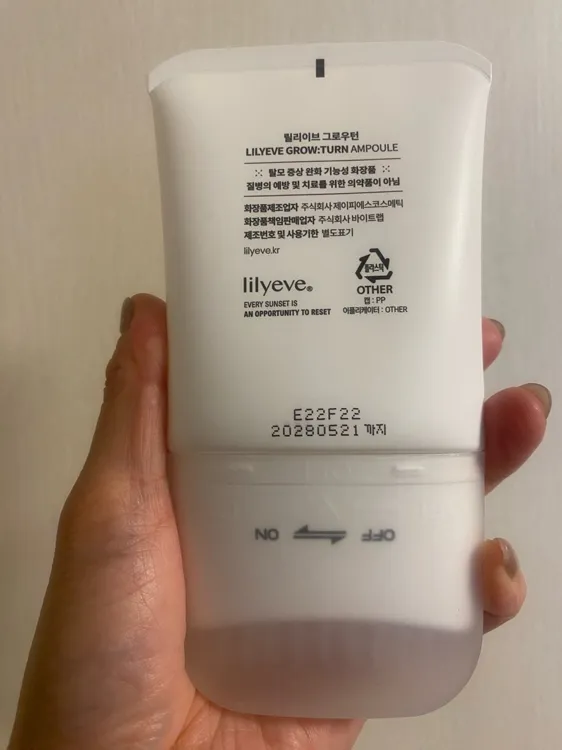 릴리이브 그로우턴
LILYEVE GROW:TURN AMPOULE
탈모 증상 완화 기능성 화장품
질병의 예방 및 치료를 위한 의약품이 아님
화장품제조업자 주식회사 제이피에스코스메틱
화장품책임판매업자 주식회사 바이트랩
제조번호 및 사용기한 별도표기
lilyeve.kr
lilyeve®
EVERY SUNSET IS
AN OPPORTUNITY TO RESET
플라스틱
OTHER
캡 : PP
어플리케이터 : OTHER
E22F22
20280521 까지
OFF ON